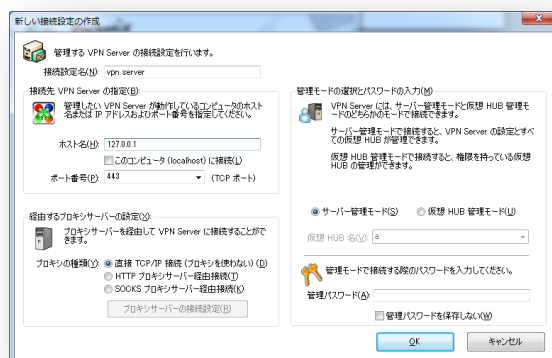 新しい接続設定の作成
管理する VPN Server の接続設定を行います。
接続設定名(N): vpn server
接続先 VPN Server の指定(B):
管理したい VPN Server が動作しているコンピュータのホスト
名または IP アドレスおよびポート番号を指定してください。
ホスト名(H): 127.0.0.1
このコンピュータ (localhost) に接続(L)
ポート番号(P): 443 (TCP ポート)
経由するプロキシサーバーの設定(X):
プロキシサーバーを経由して VPN Server に接続することがで
きます。
プロキシの種類(Y): 直接 TCP/IP 接続 (プロキシを使わない) (D)
HTTP プロキシサーバー経由接続(T)
SOCKS プロキシサーバー経由接続(K)
プロキシサーバーの接続設定(R)
管理モードの選択とパスワードの入力(M)
VPN Server には、サーバー管理モードと仮想 HUB 管理モ
ードのどちらかのモードで接続できます。
サーバー管理モードで接続すると、VPN Server の設定とすべ
ての仮想 HUB が管理できます。
仮想 HUB 管理モードで接続すると、権限を持っている仮想
HUB の管理ができます。
サーバー管理モード(S) 仮想 HUB 管理モード(U)
仮想 HUB 名(V): a
管理モードで接続する際のパスワードを入力してください。
管理パスワード(A):
管理パスワードを保存しない(W)
OK キャンセル